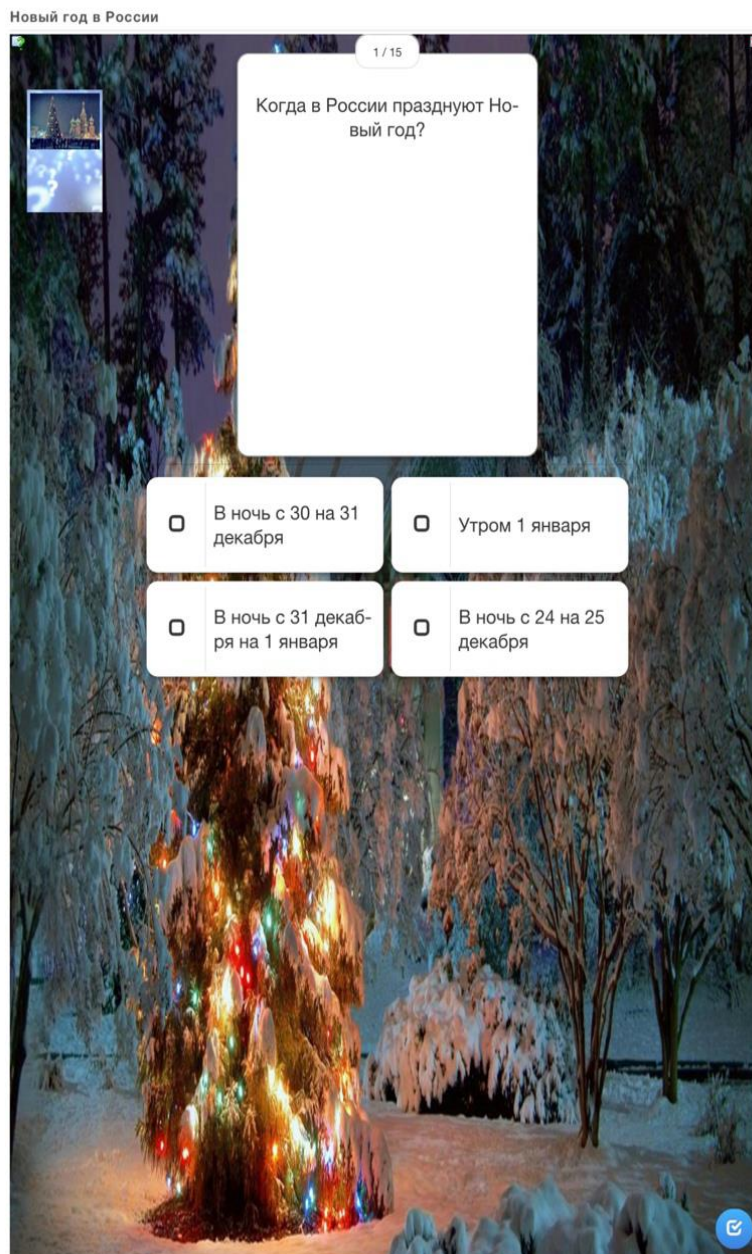 Новый год в России
1 / 15
Когда в России празднуют Но-
вый год?
В ночь с 30 на 31
декабря
Утром 1 января
В ночь с 31 декаб-
ря на 1 января
В ночь с 24 на 25
декабря